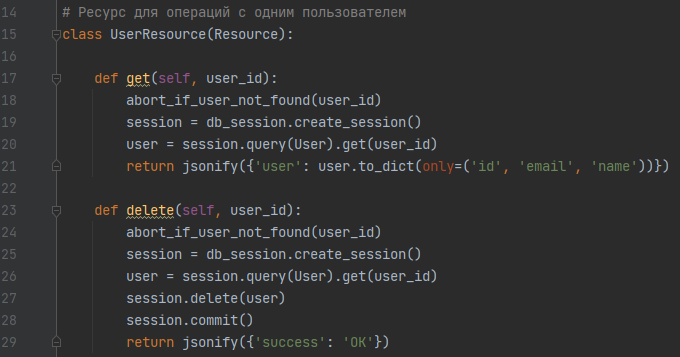 14 # Ресурс для операций с одним пользователем
15 class UserResource(Resource):
16
17     def get(self, user_id):
18         abort_if_user_not_found(user_id)
19         session = db_session.create_session()
20         user = session.query(User).get(user_id)
21         return jsonify({'user': user.to_dict(only=('id', 'email', 'name'))})
22
23     def delete(self, user_id):
24         abort_if_user_not_found(user_id)
25         session = db_session.create_session()
26         user = session.query(User).get(user_id)
27         session.delete(user)
28         session.commit()
29         return jsonify({'success': 'OK'})